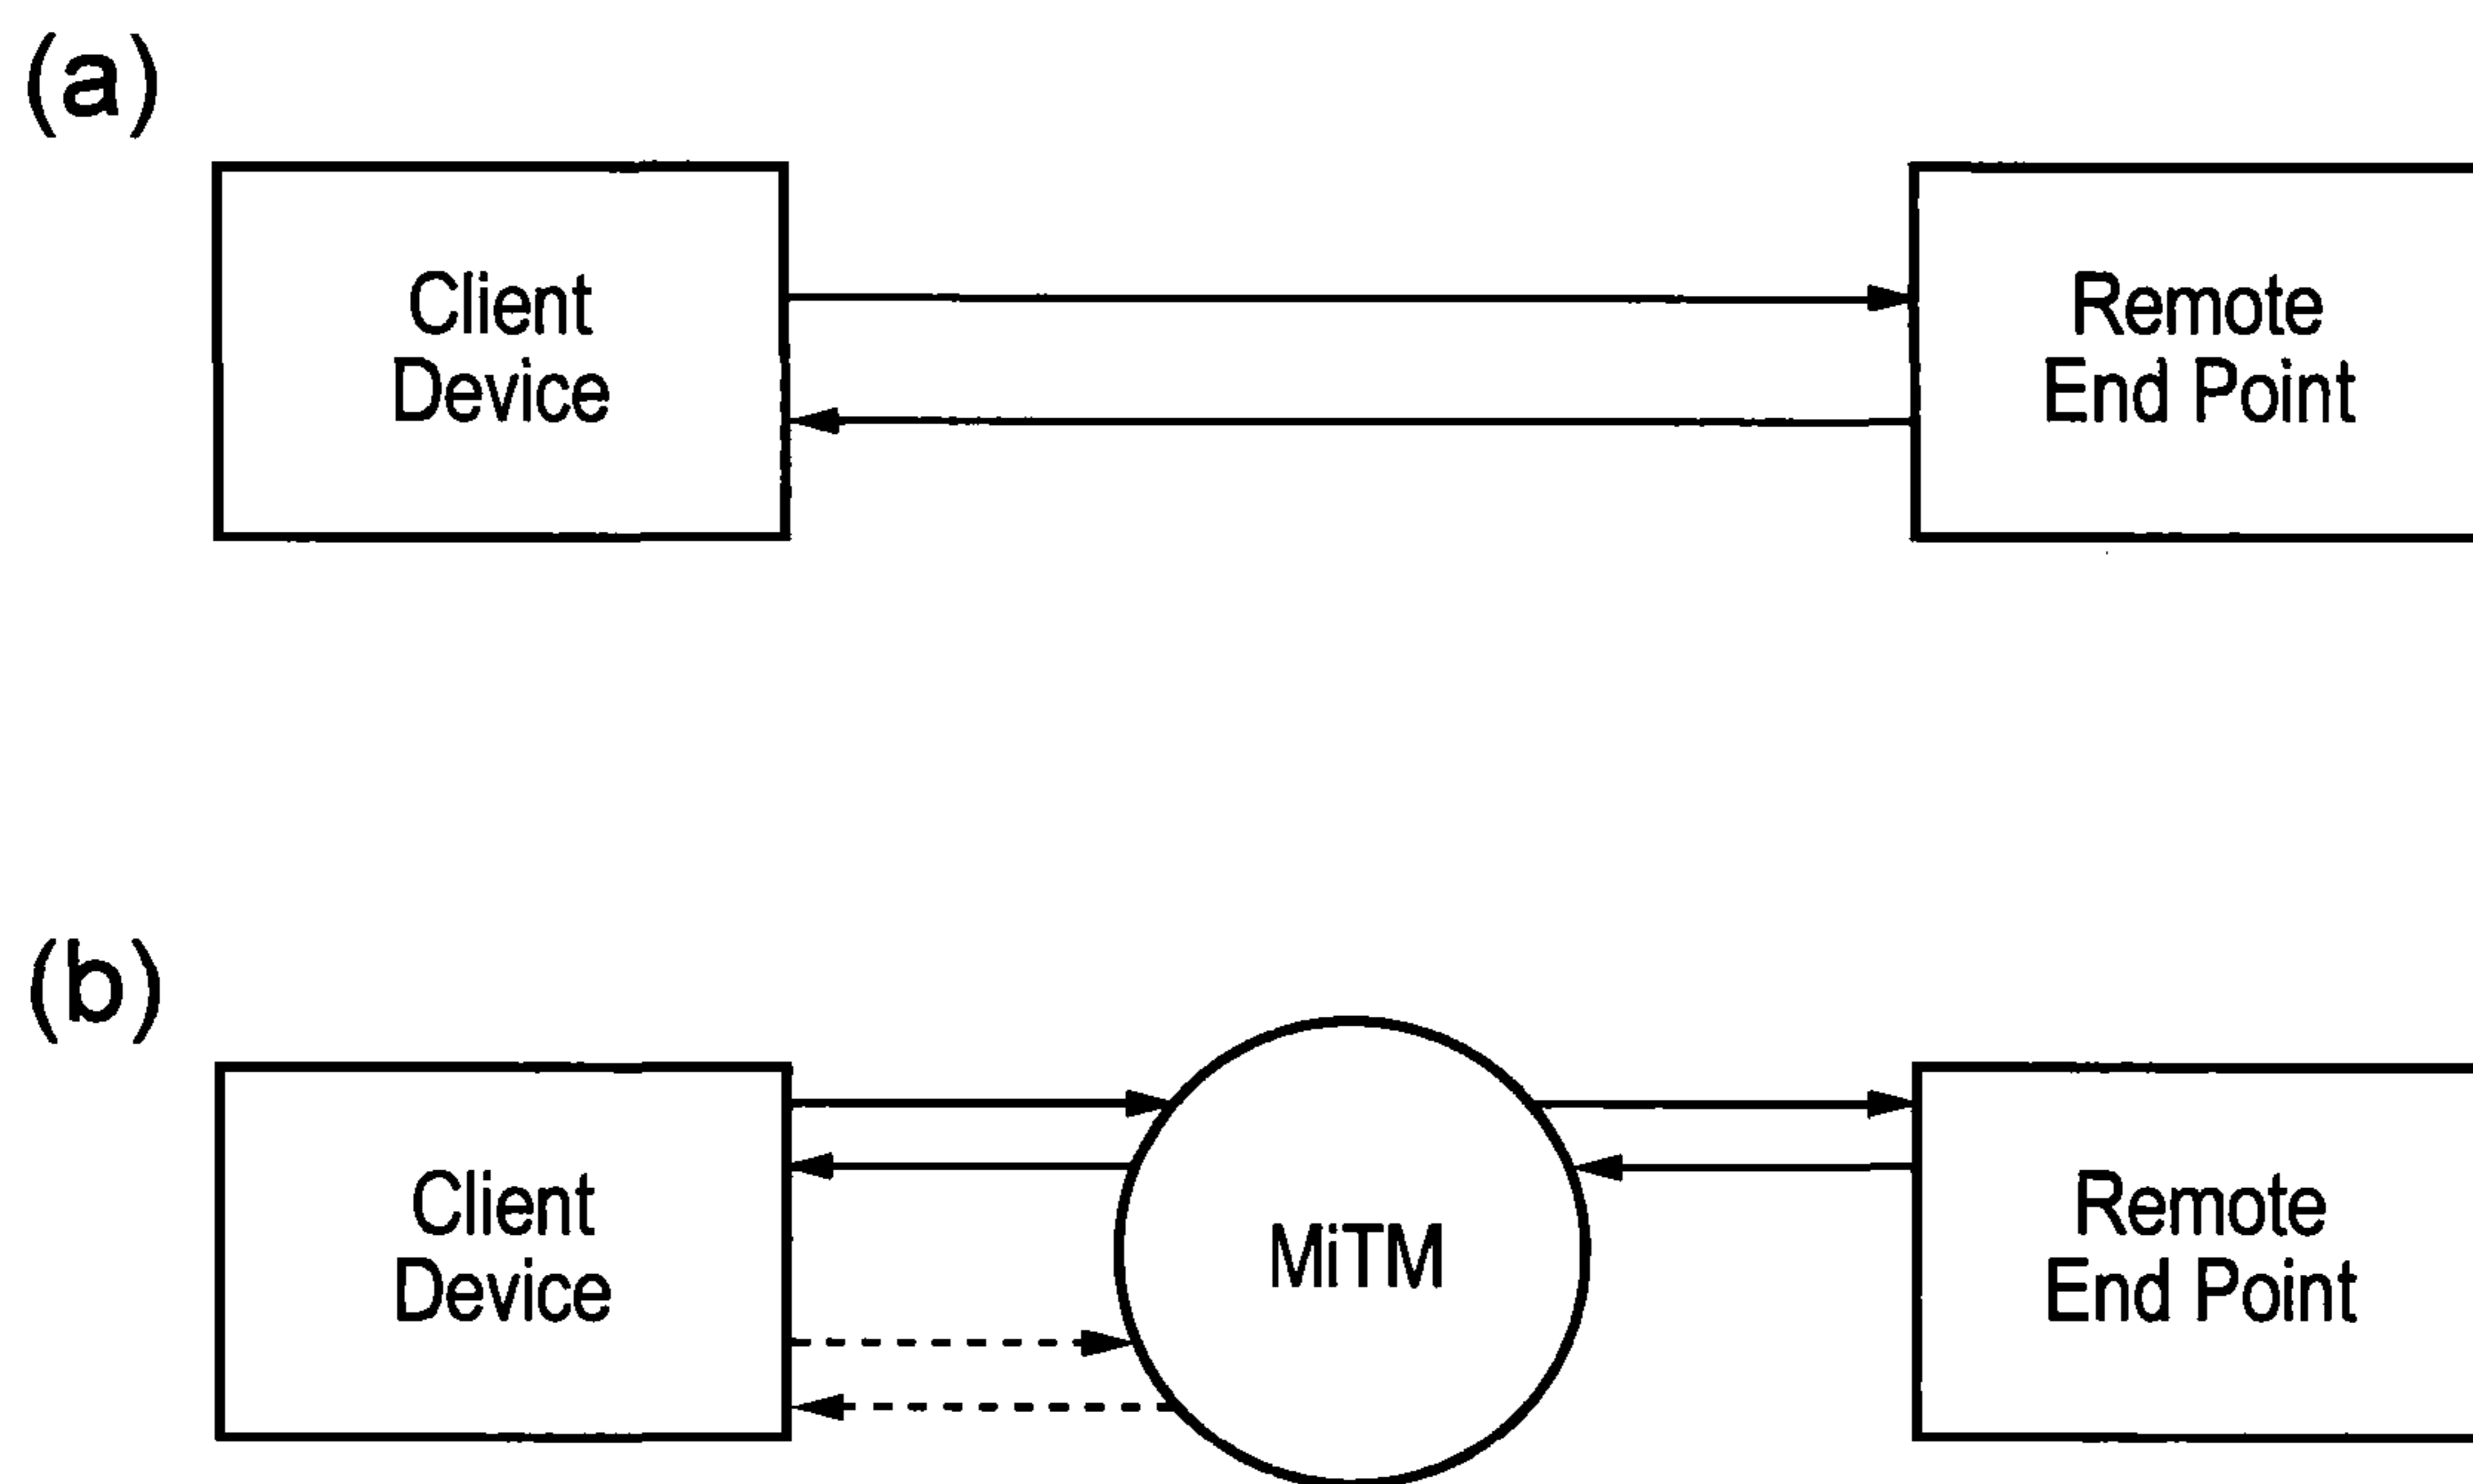 (a)
Client
Device
Remote
End Point
(b)
Client
Device
MiTM
Remote
End Point